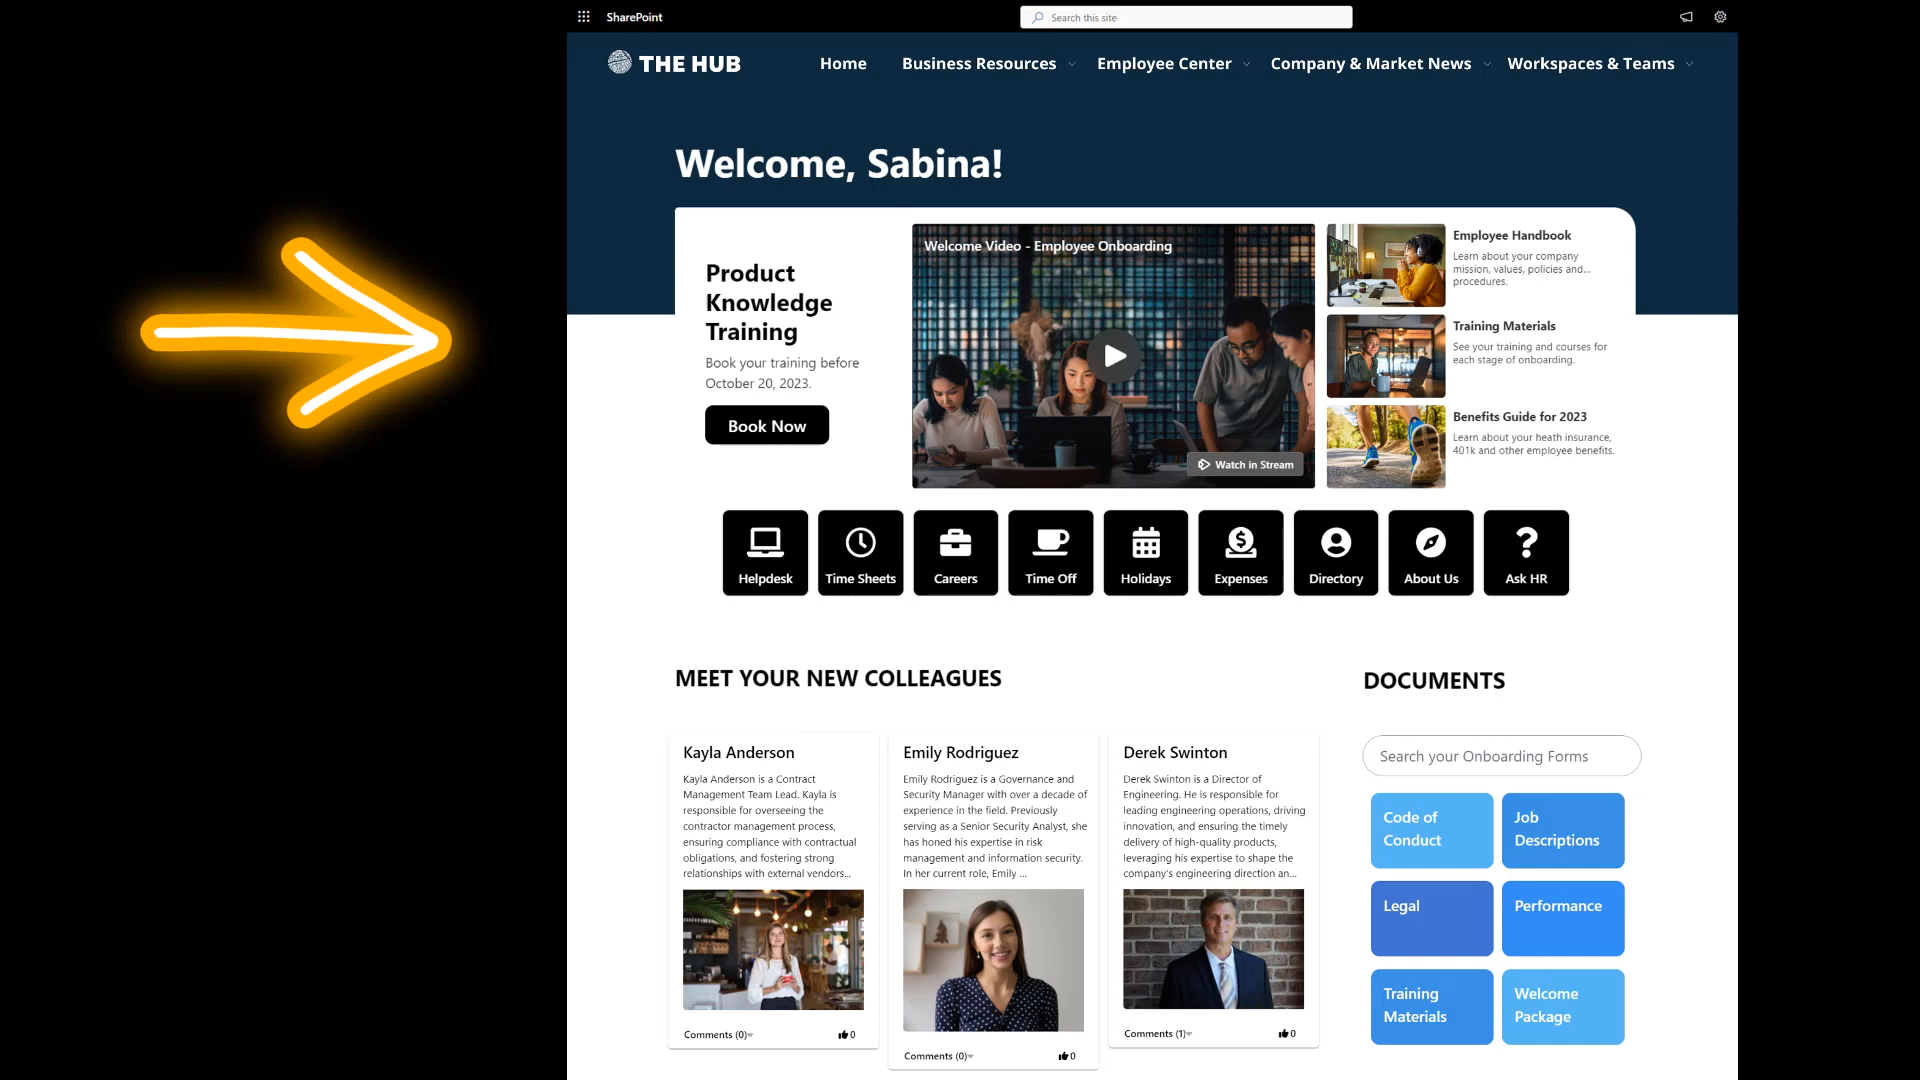 SharePoint
Search this site
THE HUB
Home
Business Resources
Employee Center
Company & Market News
Workspaces & Teams
Welcome, Sabina!
Product
Knowledge
Training
Book your training before
October 20, 2023.
Book Now
Welcome Video - Employee Onboarding
Watch in Stream
Employee Handbook
Learn about your company
mission, values, policies and...
procedures.
Training Materials
See your training and courses for
each stage of onboarding.
Benefits Guide for 2023
Learn about your heath insurance,
401k and other employee benefits.
Helpdesk
Time Sheets
Careers
Time Off
Holidays
Expenses
Directory
About Us
Ask HR
MEET YOUR NEW COLLEAGUES
Kayla Anderson
Kayla Anderson is a Contract
Management Team Lead. Kayla is
responsible for overseeing the
contractor management process,
ensuring compliance with contractual
obligations, and fostering strong
relationships with external vendors...
Comments (0)
0
Emily Rodriguez
Emily Rodriguez is a Governance and
Security Manager with over a decade of
experience in the field. Previously
serving as a Senior Security Analyst, she
has honed his expertise in risk
management and information security.
In her current role, Emily ...
Comments (0)
0
Derek Swinton
Derek Swinton is a Director of
Engineering. He is responsible for
leading engineering operations, driving
innovation, and ensuring the timely
delivery of high-quality products,
leveraging his expertise to shape the
company's engineering direction an...
Comments (1)
0
DOCUMENTS
Search your Onboarding Forms
Code of
Conduct
Job
Descriptions
Legal
Performance
Training
Materials
Welcome
Package